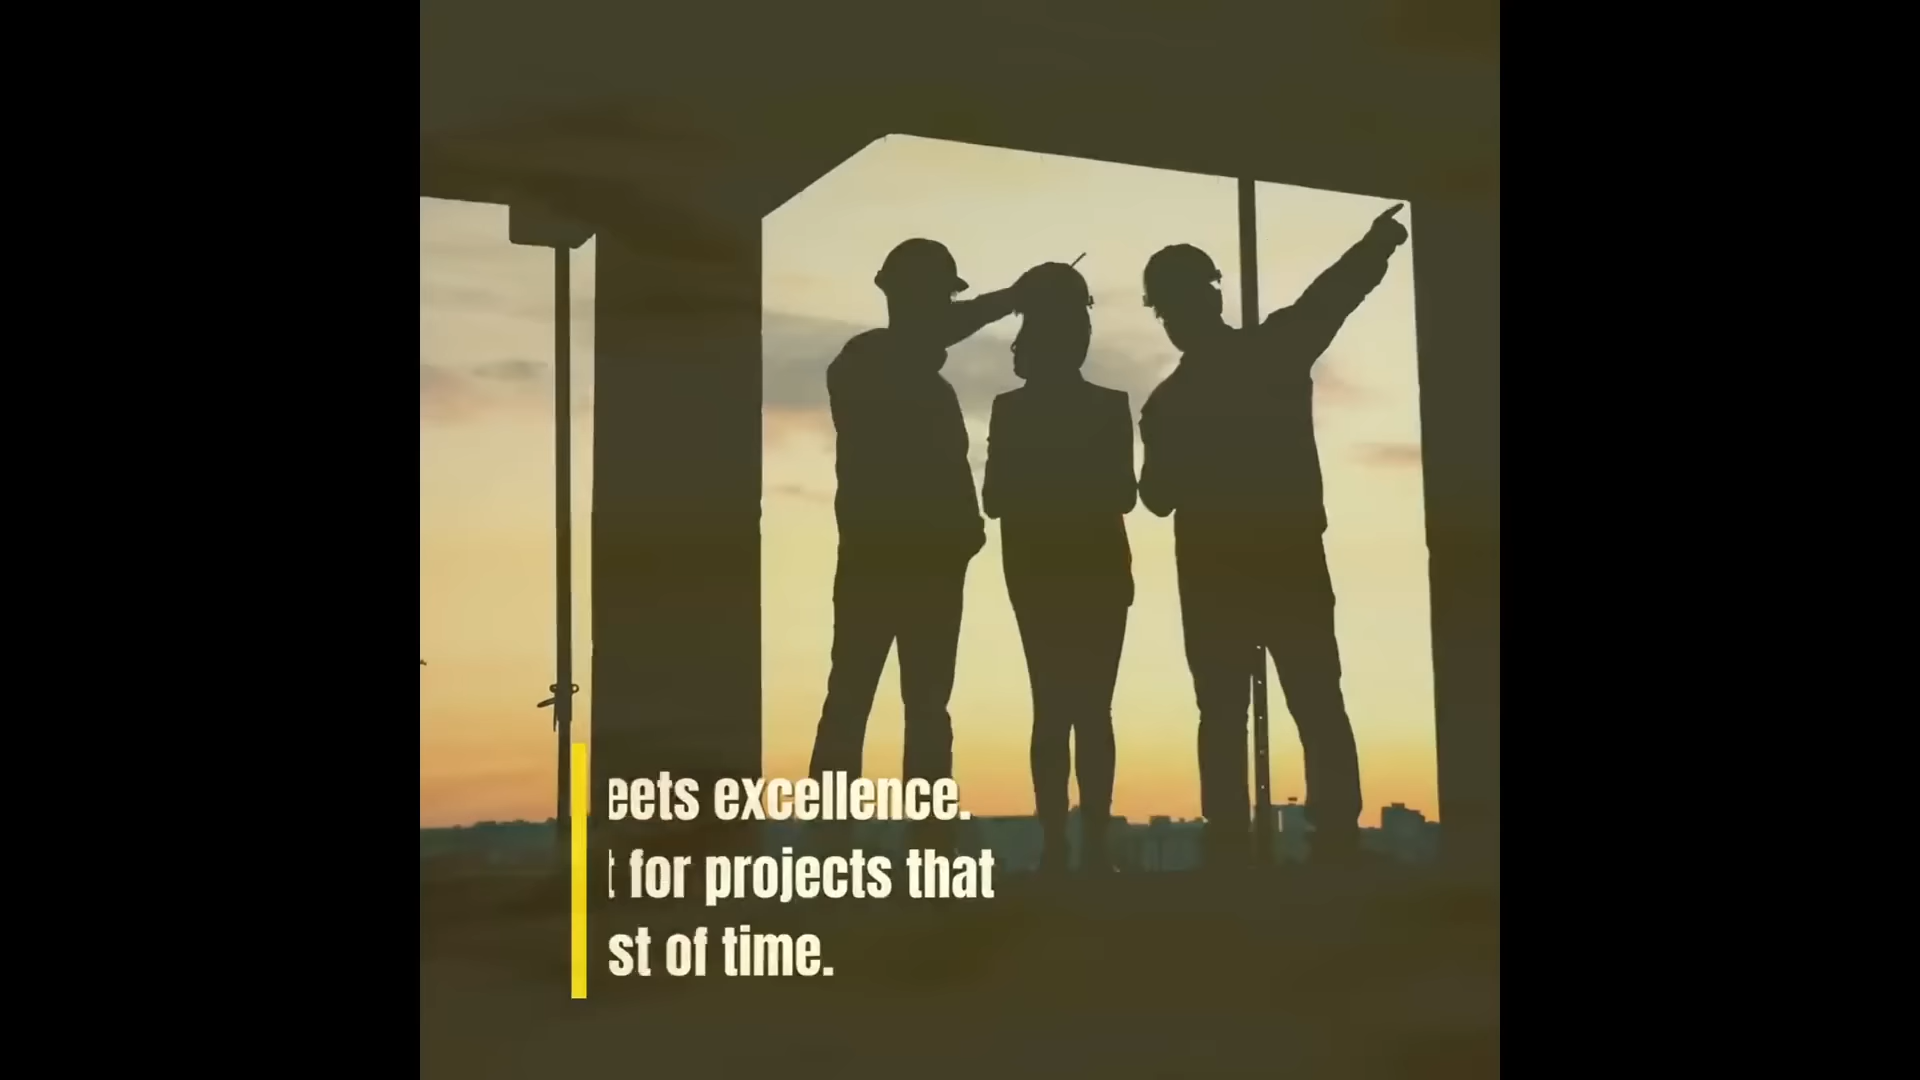 eets excellence.
t for projects that
st of time.